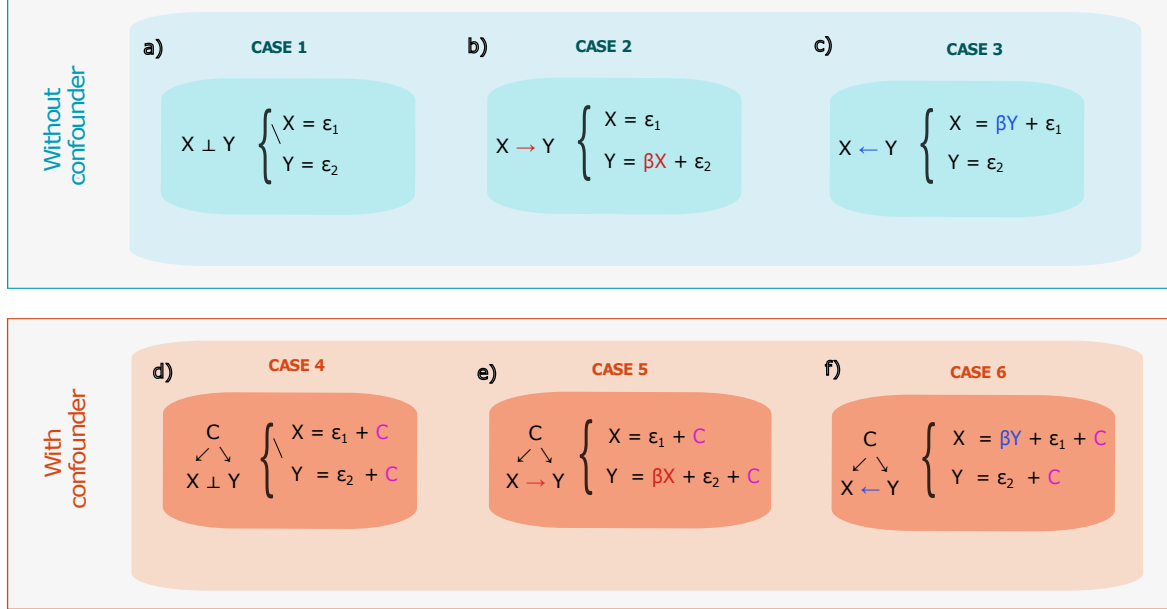 Without
confounder
a)
CASE 1
X ⊥ Y
X = ε₁
Y = ε₂
b)
CASE 2
X → Y
X = ε₁
Y = βX + ε₂
c)
CASE 3
X ← Y
X = βY + ε₁
Y = ε₂
With
confounder
d)
CASE 4
C
↙ ↘
X ⊥ Y
X = ε₁ + C
Y = ε₂ + C
e)
CASE 5
C
↙ ↘
X → Y
X = ε₁ + C
Y = βX + ε₂ + C
f)
CASE 6
C
↙ ↘
X ← Y
X = βY + ε₁ + C
Y = ε₂ + C